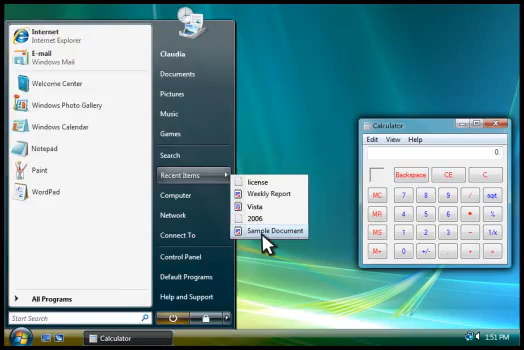 Internet
Internet Explorer
E-mail
Windows Mail
Welcome Center
Windows Photo Gallery
Windows Calendar
Notepad
Paint
WordPad
All Programs
Start Search
Claudia
Documents
Pictures
Music
Games
Search
Recent Items
Computer
Network
Connect To
Control Panel
Default Programs
Help and Support
license
Weekly Report
Vista
2006
Sample Document
Calculator
Edit View Help
0.
Backspace CE C
MC 7 8 9 / sqrt
MR 4 5 6 * %
MS 1 2 3 - 1/x
M+ 0 +/- . + =
Calculator
1:51 PM